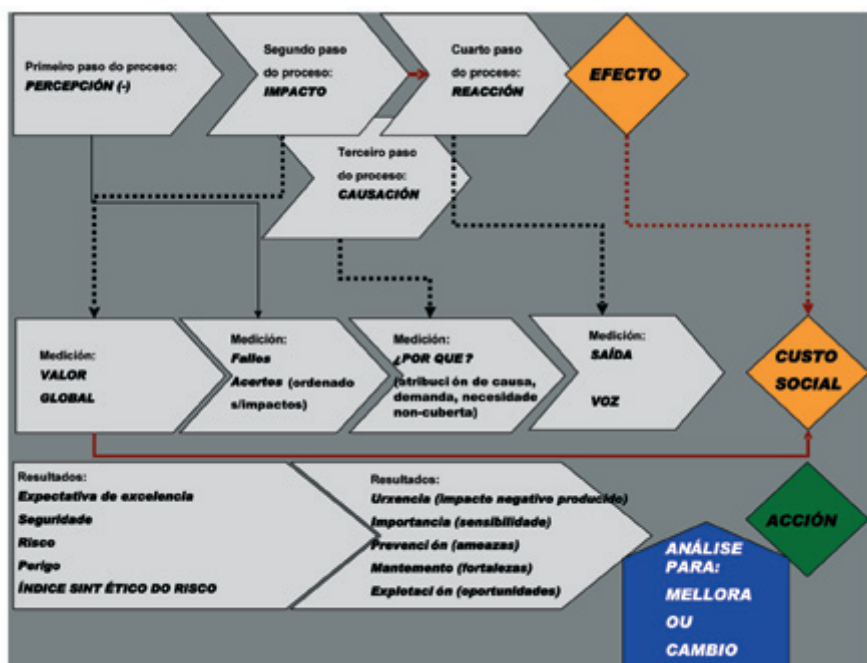 Primeiro paso do proceso:
PERCEPCIÓN (-)
Segundo paso
do proceso:
IMPACTO
Cuarto paso
do proceso:
REACCIÓN
EFECTO
Terceiro paso
do proceso:
CAUSACIÓN
Medición:
VALOR
GLOBAL
Medición:
Fallos
Acertos (ordenado
s/impactos)
Medición:
¿POR QUE?
(atribución de causa,
demanda, necesidade
non-cuberta)
Medición:
SAÍDA
VOZ
CUSTO
SOCIAL
Resultados:
Expectativa de excelencia
Seguridade
Risco
Perigo
ÍNDICE SINT ÉTICO DO RISCO
Resultados:
Urxencia (impacto negativo producido)
Importancia (sensibilidade)
Prevenci ón (ameazas)
Mantemento (fortalezas)
Explotaci ón (oportunidades)
ANÁLISE
PARA:
MELLORA
OU
CAMBIO
ACCIÓN